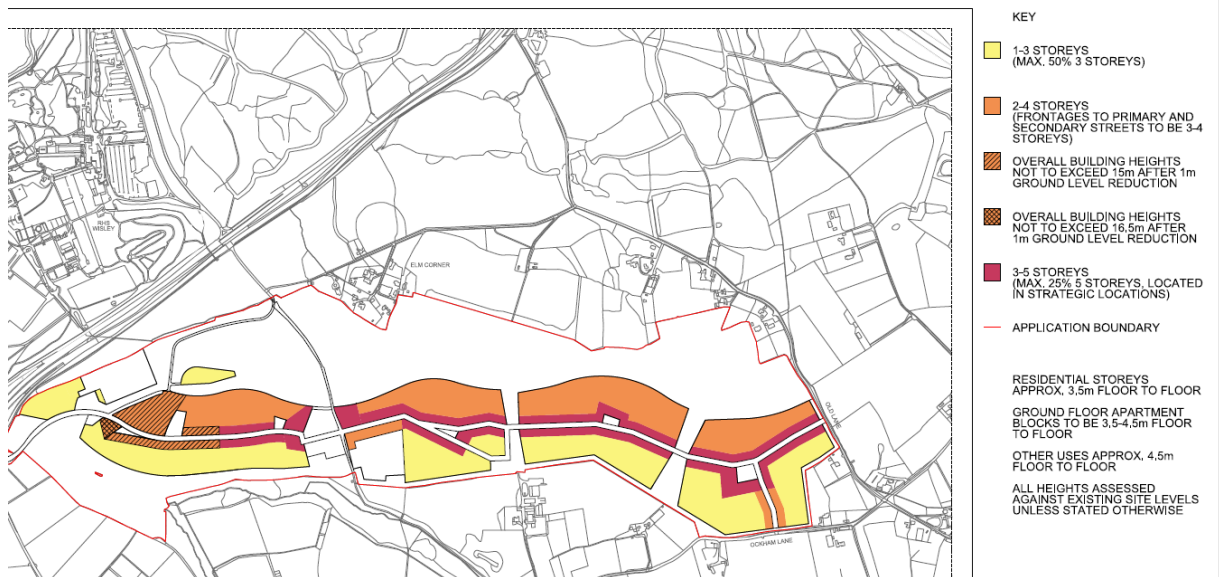 KEY
1-3 STOREYS
(MAX. 50% 3 STOREYS)
2-4 STOREYS
(FRONTAGES TO PRIMARY AND
SECONDARY STREETS TO BE 3-4
STOREYS)
OVERALL BUILDING HEIGHTS
NOT TO EXCEED 15m AFTER 1m
GROUND LEVEL REDUCTION
OVERALL BUILDING HEIGHTS
NOT TO EXCEED 16.5m AFTER
1m GROUND LEVEL REDUCTION
3-5 STOREYS
(MAX. 25% 5 STOREYS, LOCATED
IN STRATEGIC LOCATIONS)
APPLICATION BOUNDARY
RESIDENTIAL STOREYS
APPROX. 3.5m FLOOR TO FLOOR
GROUND FLOOR APARTMENT
BLOCKS TO BE 3.5-4.5m FLOOR
TO FLOOR
OTHER USES APPROX. 4.5m
FLOOR TO FLOOR
ALL HEIGHTS ASSESSED
AGAINST EXISTING SITE LEVELS
UNLESS STATED OTHERWISE
RHS
WISLEY
ELM CORNER
OLD LANE
OCKHAM LANE